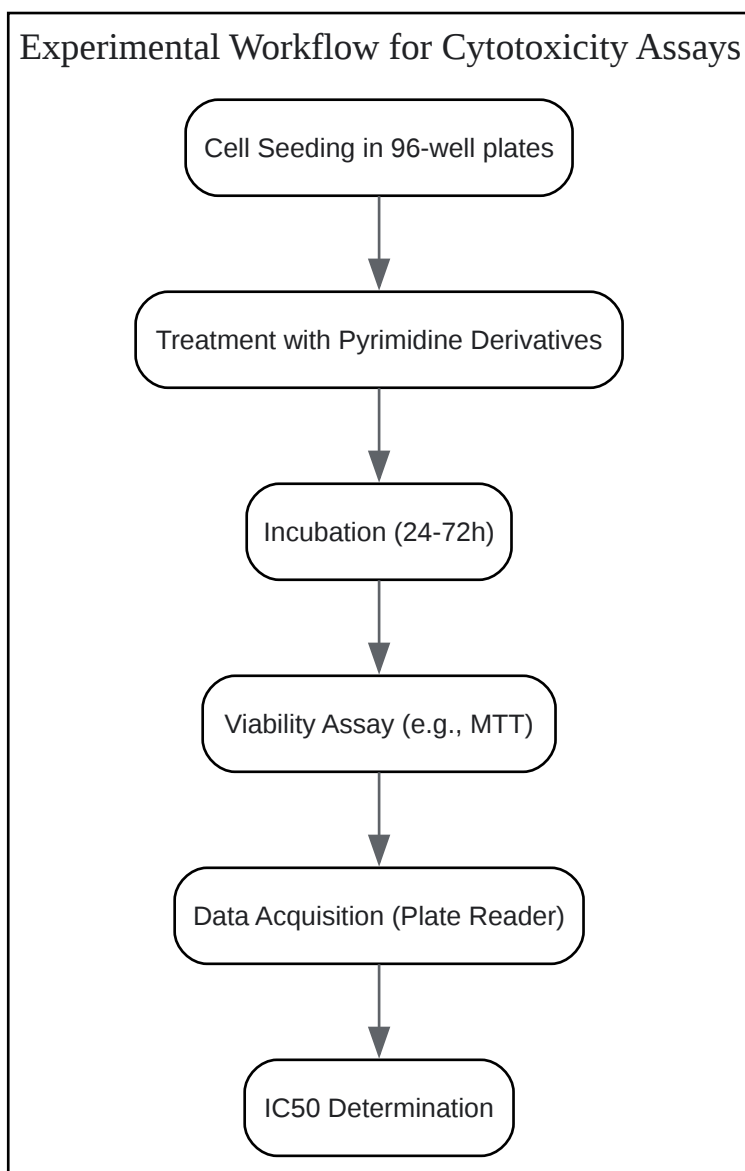 Experimental Workflow for Cytotoxicity Assays
Cell Seeding in 96-well plates
Treatment with Pyrimidine Derivatives
Incubation (24-72h)
Viability Assay (e.g., MTT)
Data Acquisition (Plate Reader)
IC50 Determination